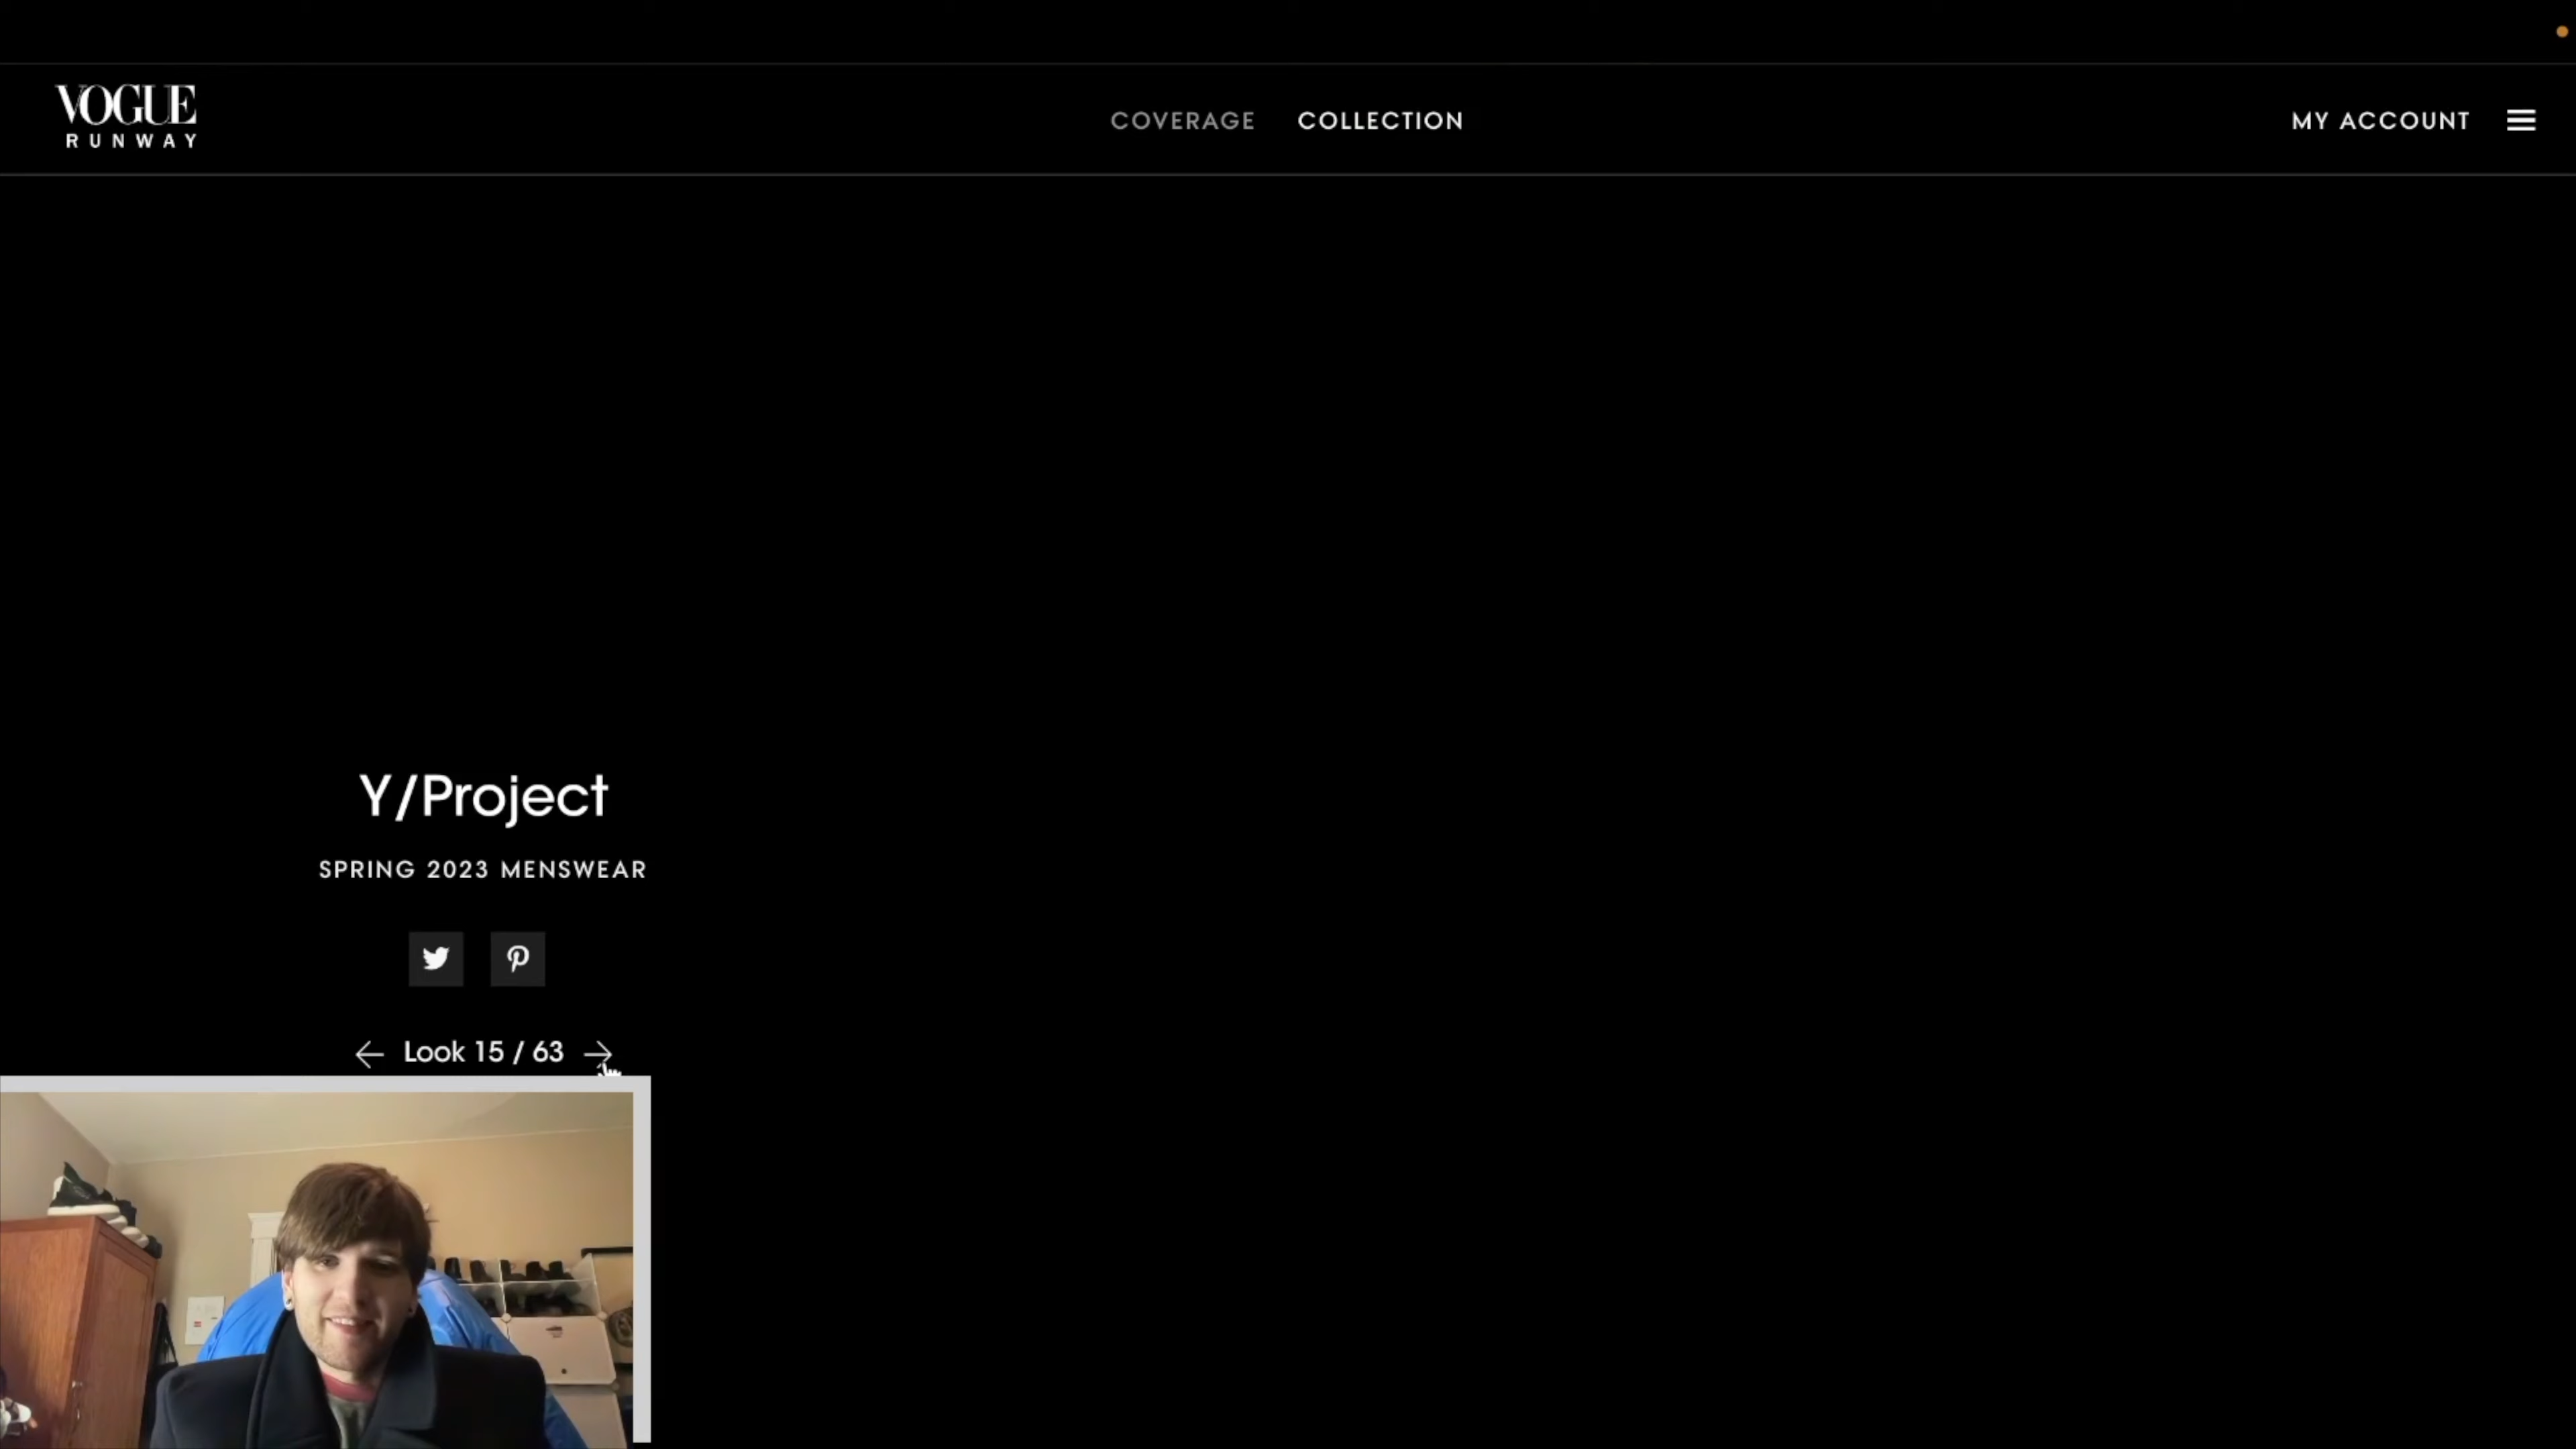 VOGUE
RUNWAY
COVERAGE
COLLECTION
MY ACCOUNT
Y/Project
SPRING 2023 MENSWEAR
Look 15 / 63